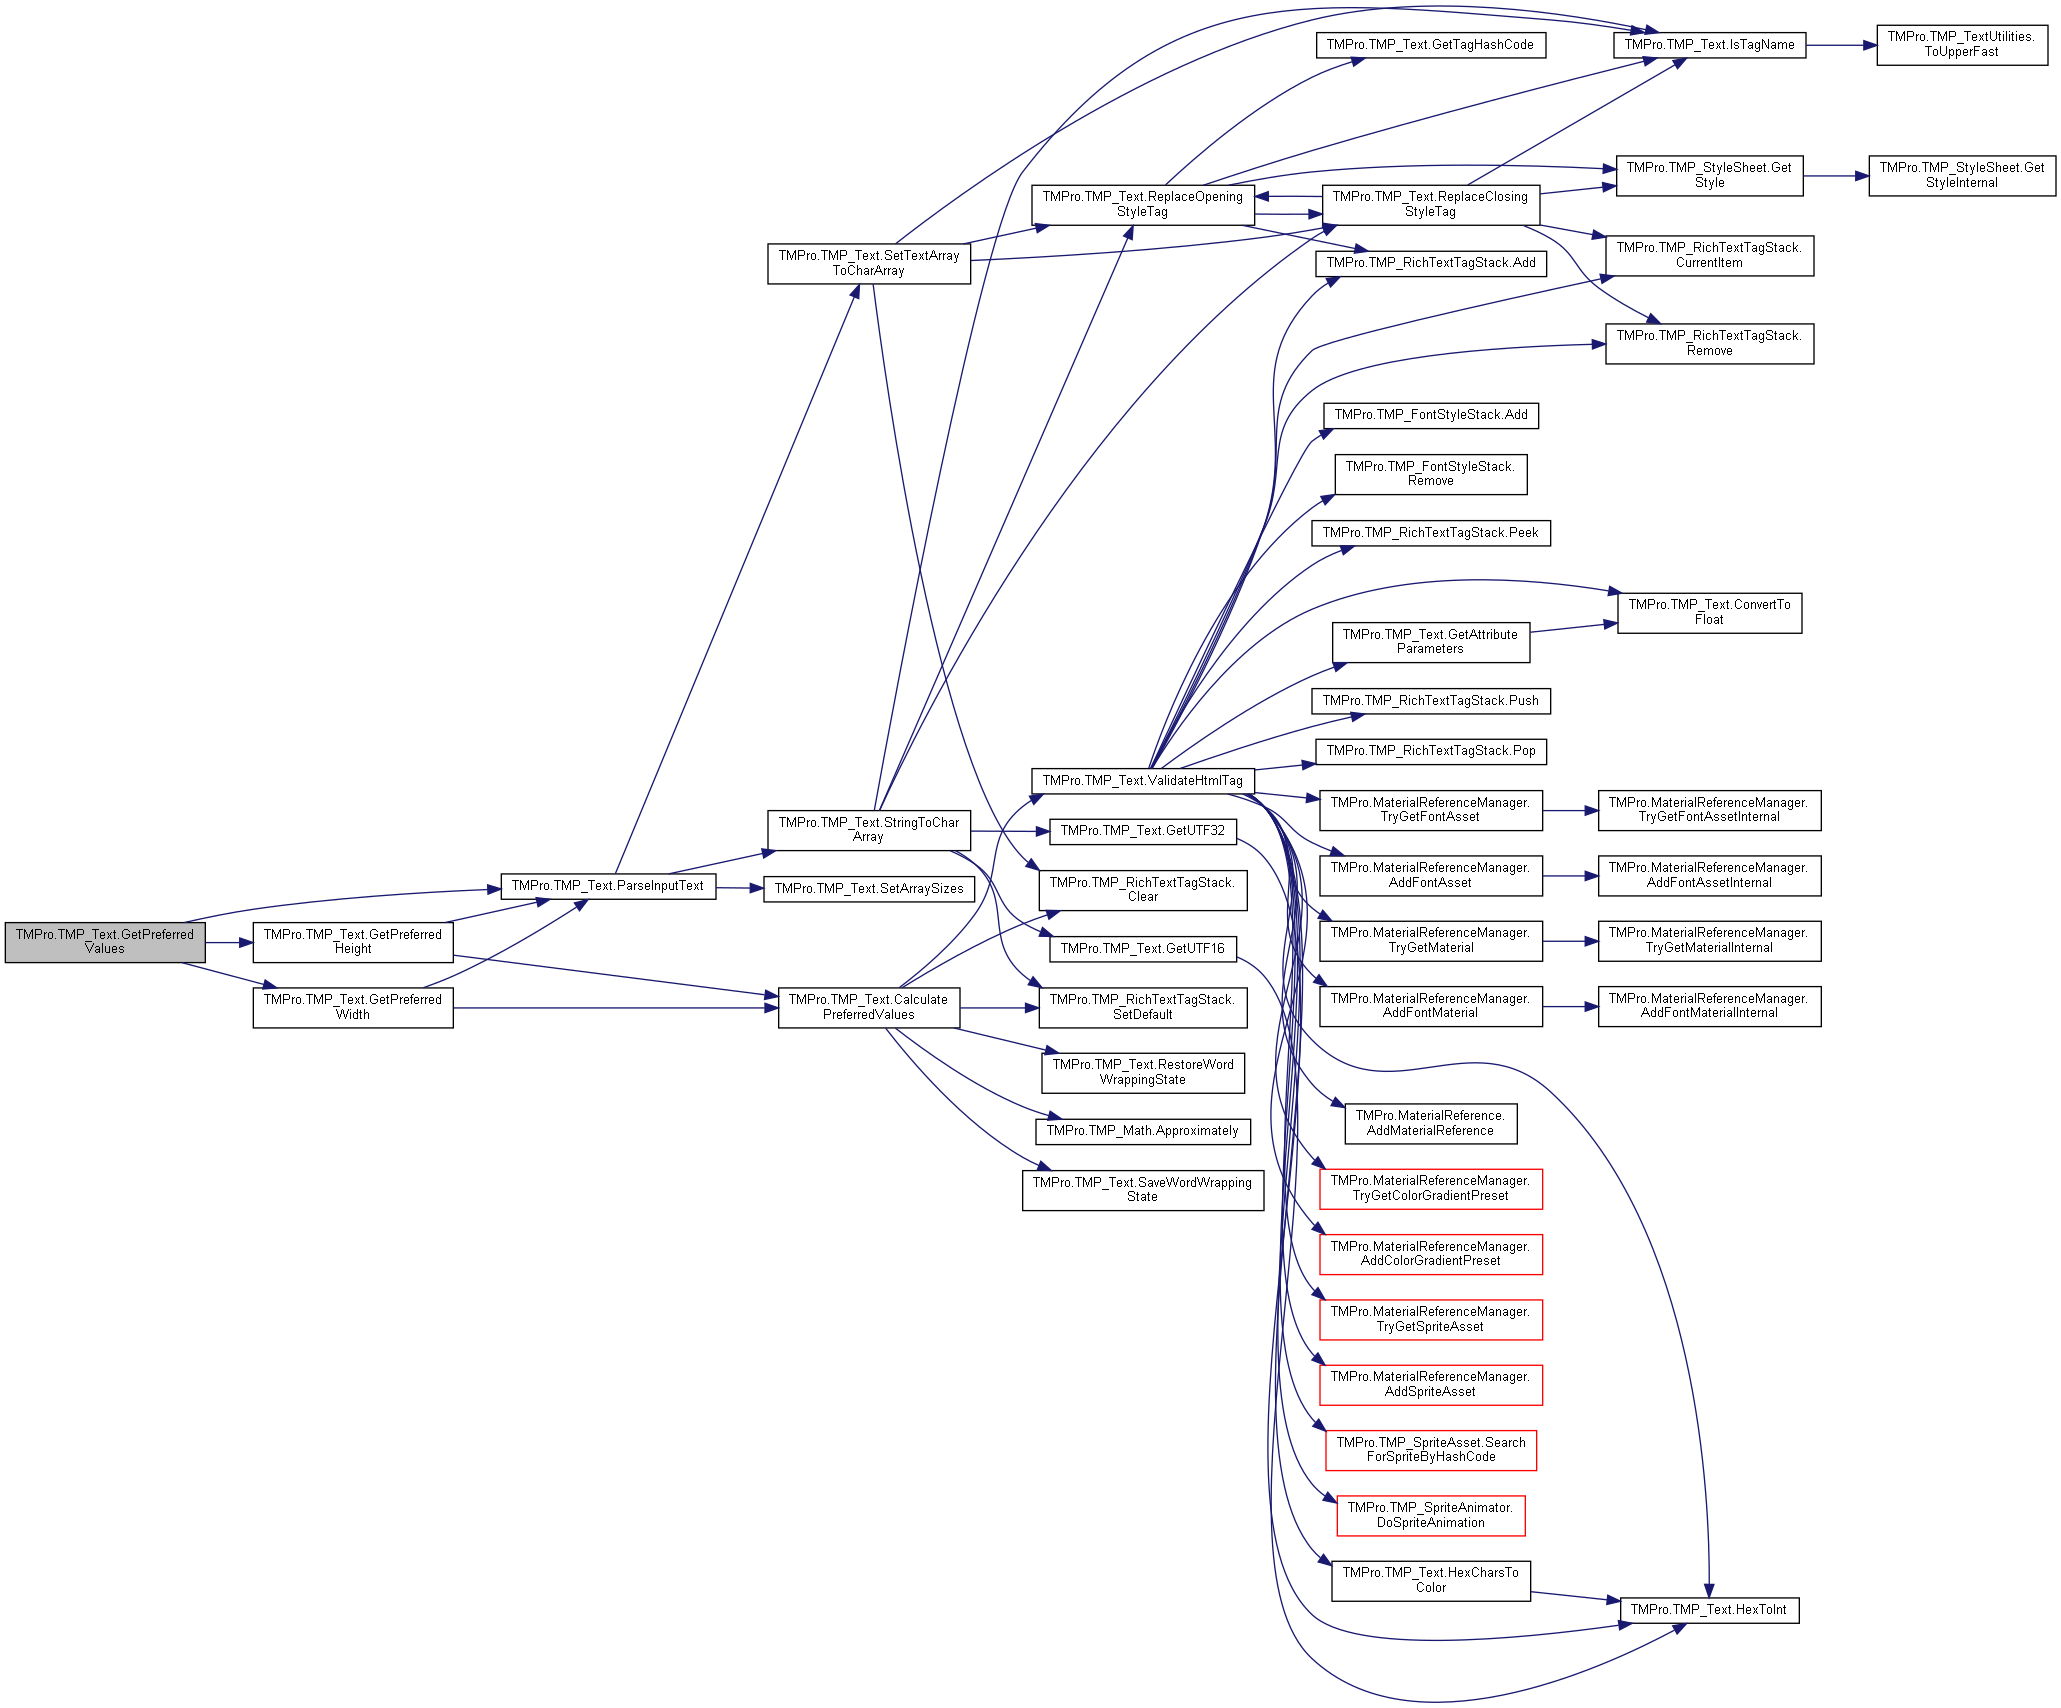 TMPro.TMP_Text.GetPreferred
Values
TMPro.TMP_Text.GetPreferred
Height
TMPro.TMP_Text.GetPreferred
Width
TMPro.TMP_Text.ParseInputText
TMPro.TMP_Text.SetTextArray
ToCharArray
TMPro.TMP_Text.StringToChar
Array
TMPro.TMP_Text.SetArraySizes
TMPro.TMP_Text.Calculate
PreferredValues
TMPro.TMP_Text.ReplaceOpening
StyleTag
TMPro.TMP_Text.ValidateHtmlTag
TMPro.TMP_Text.GetUTF32
TMPro.TMP_RichTextTagStack.
Clear
TMPro.TMP_Text.GetUTF16
TMPro.TMP_RichTextTagStack.
SetDefault
TMPro.TMP_Text.RestoreWord
WrappingState
TMPro.TMP_Math.Approximately
TMPro.TMP_Text.SaveWordWrapping
State
TMPro.TMP_Text.GetTagHashCode
TMPro.TMP_Text.ReplaceClosing
StyleTag
TMPro.TMP_RichTextTagStack.Add
TMPro.TMP_FontStyleStack.Add
TMPro.TMP_FontStyleStack.
Remove
TMPro.TMP_RichTextTagStack.Peek
TMPro.TMP_Text.GetAttribute
Parameters
TMPro.TMP_RichTextTagStack.Push
TMPro.TMP_RichTextTagStack.Pop
TMPro.MaterialReferenceManager.
TryGetFontAsset
TMPro.MaterialReferenceManager.
AddFontAsset
TMPro.MaterialReferenceManager.
TryGetMaterial
TMPro.MaterialReferenceManager.
AddFontMaterial
TMPro.MaterialReference.
AddMaterialReference
TMPro.MaterialReferenceManager.
TryGetColorGradientPreset
TMPro.MaterialReferenceManager.
AddColorGradientPreset
TMPro.MaterialReferenceManager.
TryGetSpriteAsset
TMPro.MaterialReferenceManager.
AddSpriteAsset
TMPro.TMP_SpriteAsset.Search
ForSpriteByHashCode
TMPro.TMP_SpriteAnimator.
DoSpriteAnimation
TMPro.TMP_Text.HexCharsTo
Color
TMPro.TMP_Text.IsTagName
TMPro.TMP_StyleSheet.Get
Style
TMPro.TMP_RichTextTagStack.
CurrentItem
TMPro.TMP_RichTextTagStack.
Remove
TMPro.TMP_Text.ConvertTo
Float
TMPro.MaterialReferenceManager.
TryGetFontAssetInternal
TMPro.MaterialReferenceManager.
AddFontAssetInternal
TMPro.MaterialReferenceManager.
TryGetMaterialInternal
TMPro.MaterialReferenceManager.
AddFontMaterialInternal
TMPro.TMP_Text.HexToInt
TMPro.TMP_TextUtilities.
ToUpperFast
TMPro.TMP_StyleSheet.Get
StyleInternal